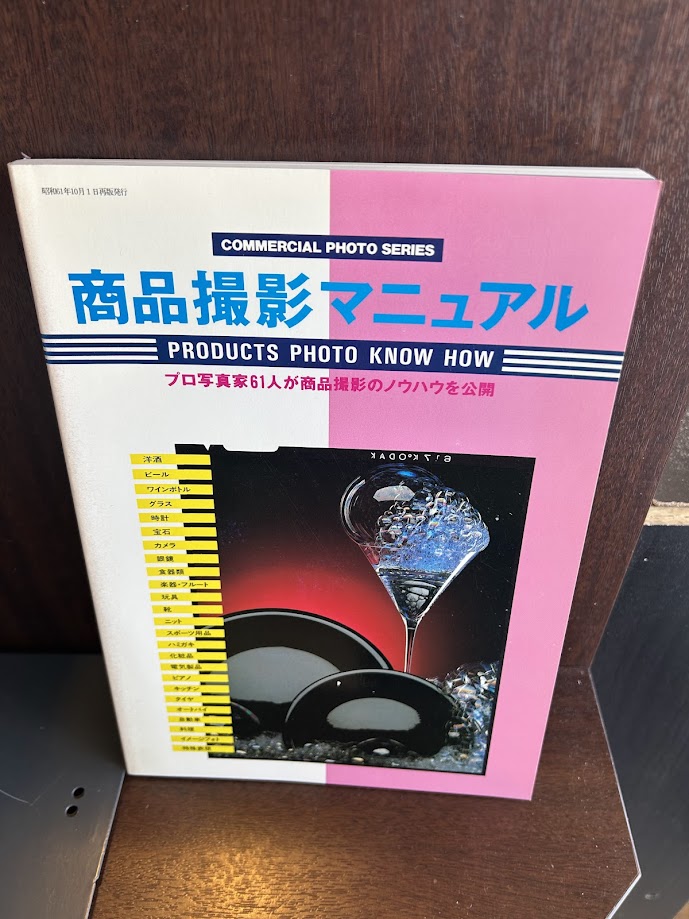 昭和61年10月1日再版発行
COMMERCIAL PHOTO SERIES
商品撮影マニュアル
PRODUCTS PHOTO KNOW HOW
プロ写真家61人が商品撮影のノウハウを公開
洋酒
ビール
ワインボトル
グラス
時計
宝石
カメラ
眼鏡
食器類
楽器・フルート
玩具
靴
ニット
スポーツ用品
ハミガキ
化粧品
電気製品
ピアノ
キッチン
タイヤ
オートバイ
自動車
料理
イメージフォト
特殊表現
617 KODAK